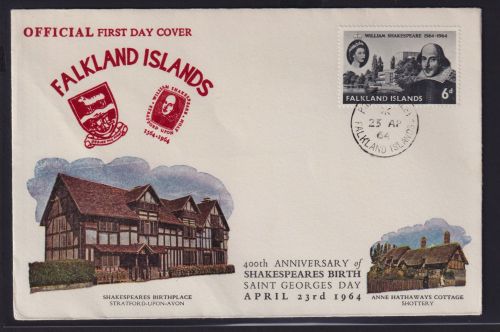 OFFICIAL FIRST DAY COVER
FALKLAND ISLANDS
WILLIAM SHAKESPEARE 1564-1964
FALKLAND ISLANDS 6d
1564-1964
23 AP
64
FALKLAND ISLANDS
400th ANNIVERSARY of
SHAKESPEARES BIRTH
SAINT GEORGES DAY
APRIL 23rd 1964
SHAKESPEARES BIRTHPLACE
STRATFORD-UPON-AVON
ANNE HATHAWAYS COTTAGE
SHOTTERY